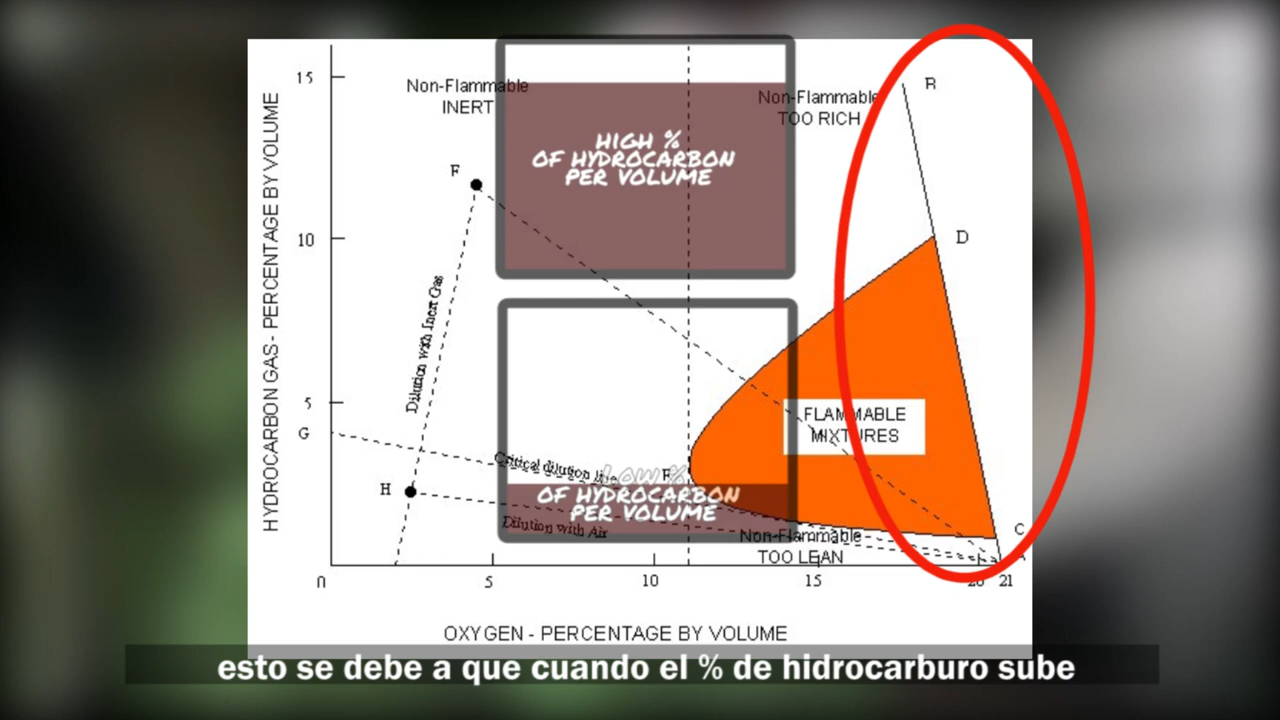 15
Non-Flammable
INERT
HIGH %
OF HYDROCARBON
PER VOLUME
Non-Flammable
TOO RICH
B
F
HYDROCARBON GAS - PERCENTAGE BY VOLUME
10
D
Dilution with Inert Gas
5
FLAMMABLE
MIXTURES
G
Critical dilution line
LOW %
OF HYDROCARBON
PER VOLUME
H
Dilution with Air
Non-Flammable
TOO LEAN
C
0
5
10
15
20
21
OXYGEN - PERCENTAGE BY VOLUME
esto se debe a que cuando el % de hidrocarburo sube